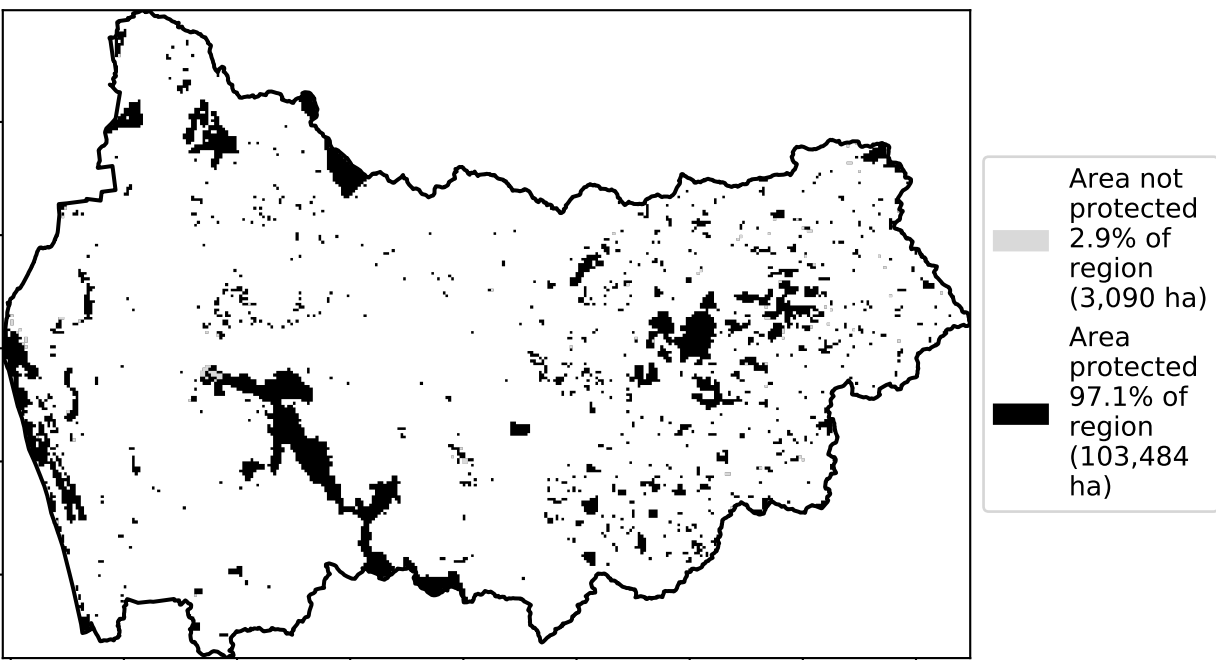 Area not
protected
2.9% of
region
(3,090 ha)
Area
protected
97.1% of
region
(103,484
ha)